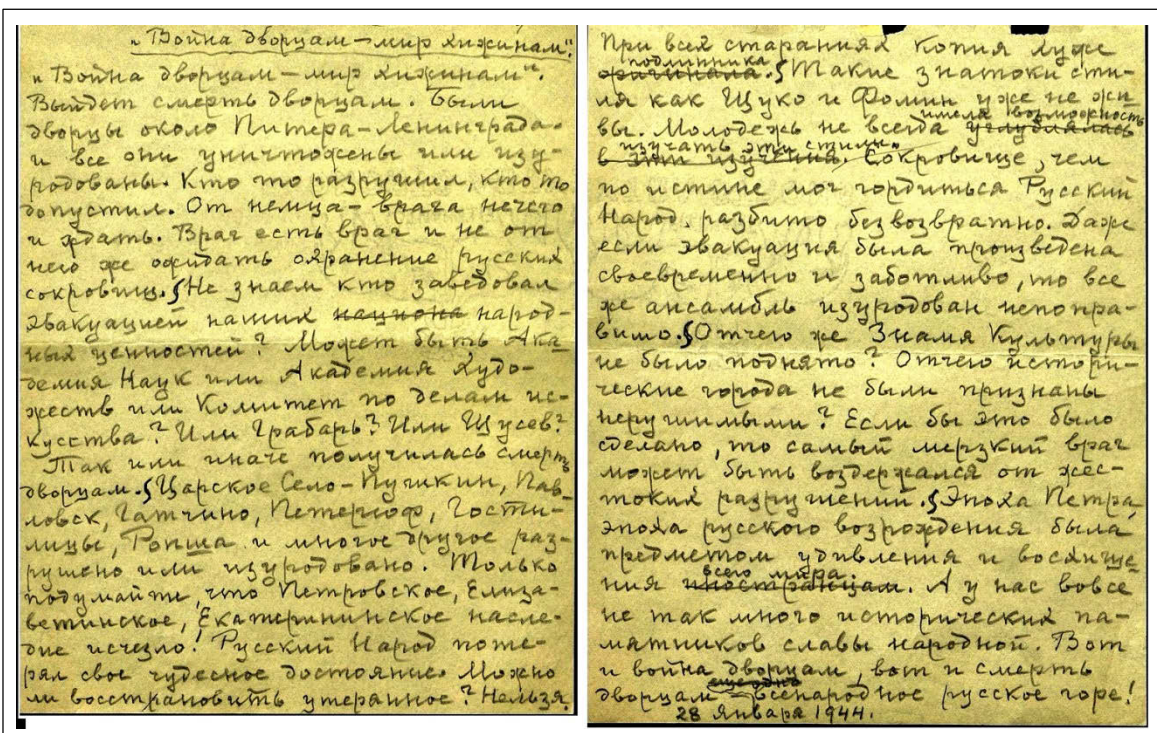 „Война дворцам — мир хижинам".
„Война дворцам — мир хижинам".
Выйдет смерть дворцам. Были
дворцы около Питера-Ленинграда.
и все они уничтожены или изу-
родованы. Кто то разрушил, кто то
допустил. От немца-врага нечего
и ждать. Враг есть враг и не от
него же ожидать охранение русских
сокровищ. § Не знаем кто заведовал
эвакуацией наших национа народ-
ных ценностей? Может быть Ака-
демия Наук или Академия Худо-
жеств или Комитет по делам ис-
кусства? Или Грабарь? Или Щусев?
Так или иначе получилась смерть
дворцам. § Царское Село-Пушкин, Пав-
ловск, Гатчино, Петергоф, Гости-
лицы, Ропша и многое другое раз-
рушено или изуродовано. Только
подумайте, что Петровское, Елиза-
ветинское, Екатерининское насле-
дие исчезло! Русский Народ поте-
рял свое чудесное достояние. Можно
ли восстрановить утерянное? Нельзя.
При всех стараниях копия хуже
подлинника
оригинала. § Такие знатоки сти-
ля как Щуко и Фомин уже не жи
имела возможность
вы. Молодежь не всегда углублялась
изучать эти стили.
в эти изучения. Сокровище, чем
по истине мог гордиться Русский
Народ, разбито безвозвратно. Даже
если эвакуация была произведена
своевременно и заботливо, то все
же ансамбль изуродован непопра-
вимо. § Отчего же Знамя Культуры
не было поднято? Отчего истори-
ческие города не были признаны
нерушимыми? Если бы это было
сделано, то самый мерзкий враг
может быть воздержался от жес-
токих разрушений. § Эпоха Петра,
эпоха русского возрождения была
предметом удивления и восхище-
всего мира.
ния иностранцам. А у нас вовсе
не так много исторических па-
мятников славы народной. Вот
и война дворцам, вот и смерть
еще одно
дворцам — всенародное русское горе!
28 Января 1944.